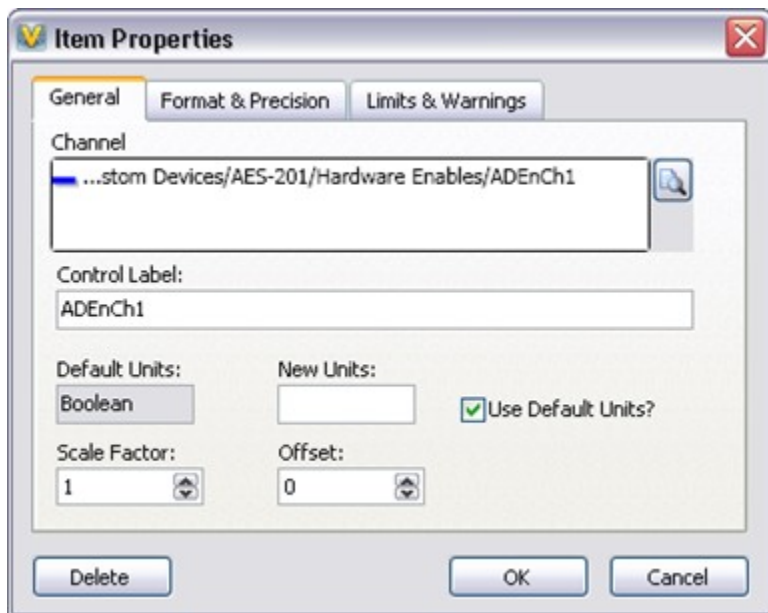 Item Properties
General Format & Precision Limits & Warnings
Channel
...stom Devices/AES-201/Hardware Enables/ADEnCh1
Control Label:
ADEnCh1
Default Units: New Units:
Boolean Use Default Units?
Scale Factor: Offset:
1 0
Delete OK Cancel